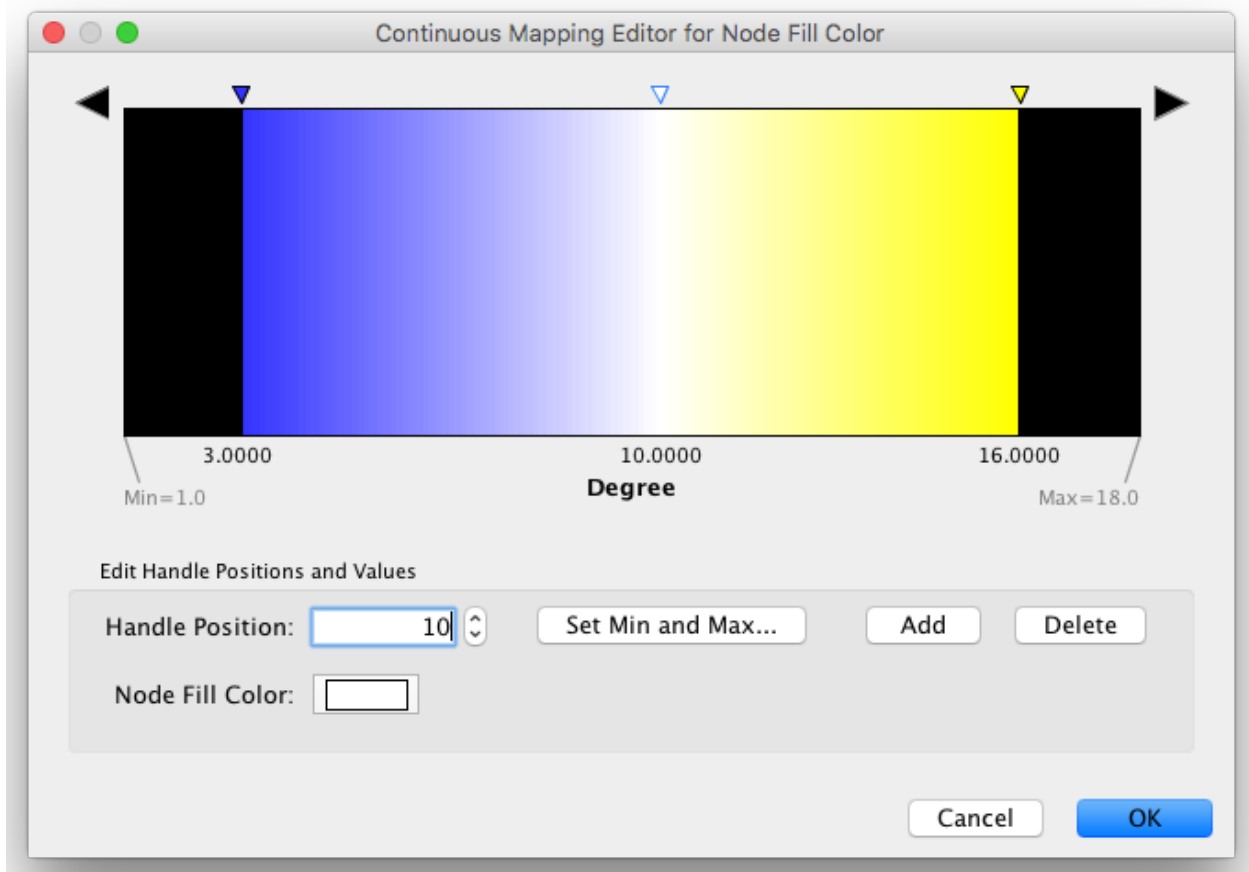 Continuous Mapping Editor for Node Fill Color
3.0000 10.0000 16.0000
Min=1.0 Degree Max=18.0
Edit Handle Positions and Values
Handle Position: 10 Set Min and Max... Add Delete
Node Fill Color:
Cancel OK